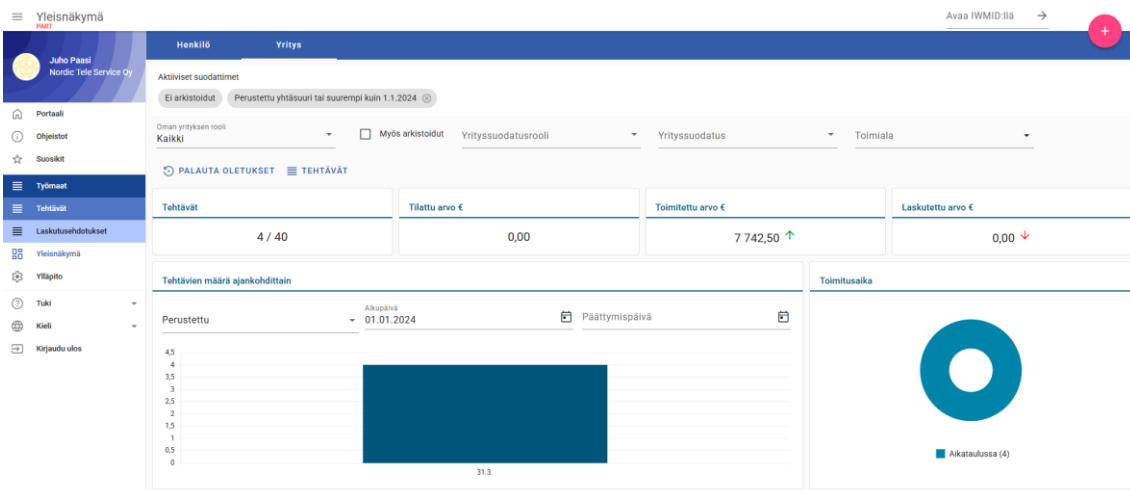 Yleisnäkymä
PART
Avaa IWMID:llä
Juho Paasi
Nordic Tele Service Oy
Portaali
Ohjeistot
Suosikit
Työmaat
Tehtävät
Laskutusehdotukset
Yleisnäkymä
Ylläpito
Tuki
Kieli
Kirjaudu ulos
Henkilö Yritys
Aktiiviset suodattimet
Ei arkistoidut Perustettu yhtäsuuri tai suurempi kuin 1.1.2024
Oman yrityksen rooli
Kaikki Myös arkistoidut Yrityssuodatusrooli Yrityssuodatus Toimiala
PALAUTA OLETUKSET TEHTÄVÄT
Tehtävät Tilattu arvo € Toimitettu arvo € Laskutettu arvo €
4 / 40 0,00 7 742,50 0,00
Tehtävien määrä ajankohdittain
Perustettu
Alkupäivä
01.01.2024
Päättymispäivä
4,5
4
3,5
3
2,5
2
1,5
1
0,5
0
31.3.
Toimitusaika
Aikataulussa (4)